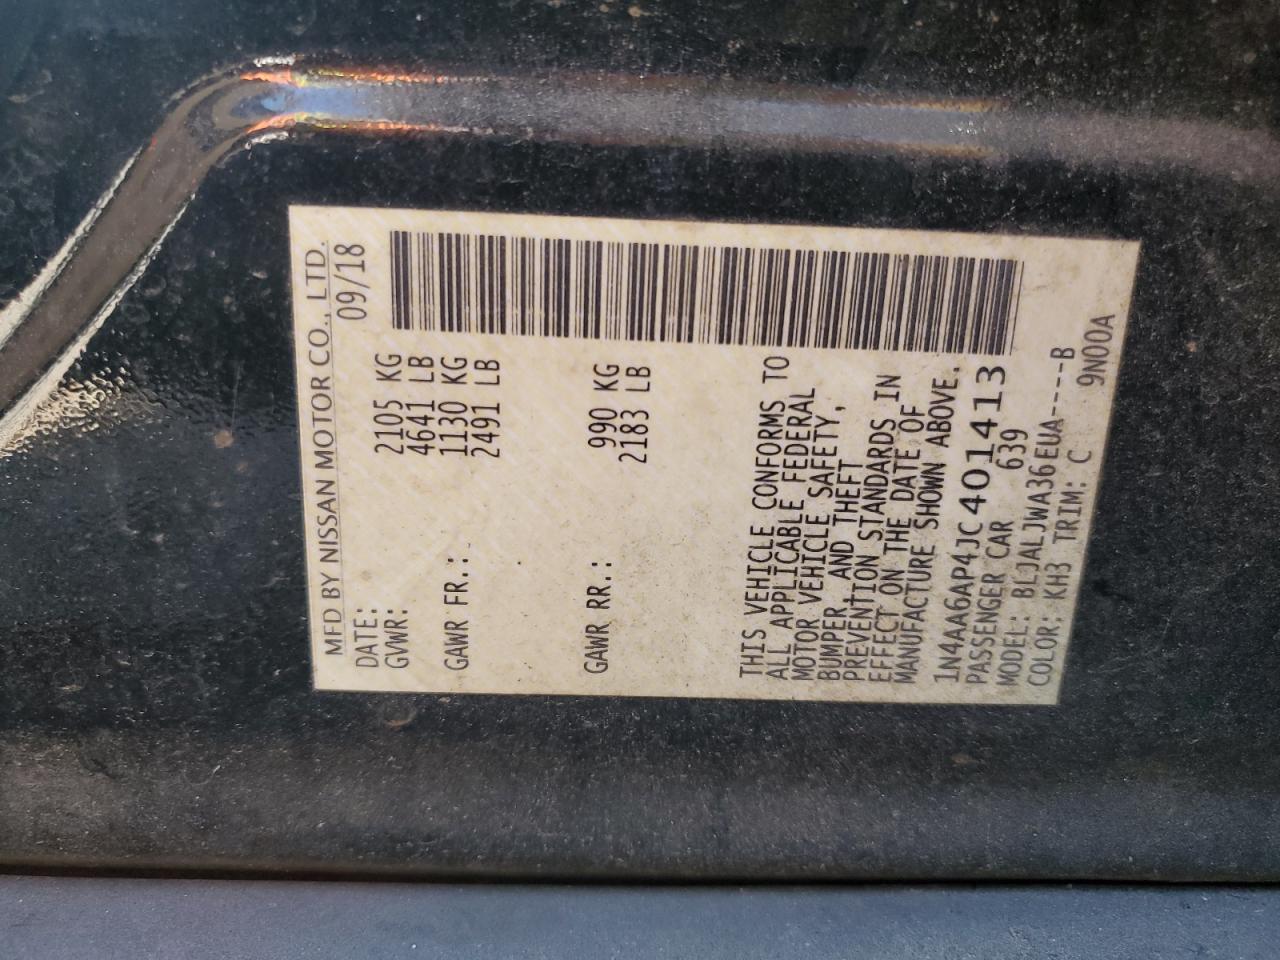 MFD BY NISSAN MOTOR CO., LTD.
DATE: 09/18
GVWR: 2105 KG
4641 LB
GAWR FR.: 1130 KG
2491 LB
GAWR RR.: 990 KG
2183 LB
THIS VEHICLE CONFORMS TO
ALL APPLICABLE FEDERAL
MOTOR VEHICLE SAFETY,
BUMPER, AND THEFT
PREVENTION STANDARDS IN
EFFECT ON THE DATE OF
MANUFACTURE SHOWN ABOVE.
1N4AA6AP4JC401413
PASSENGER CAR 639
MODEL: BLJALJWA36EUA-----B
COLOR: KH3 TRIM: C 9N00A